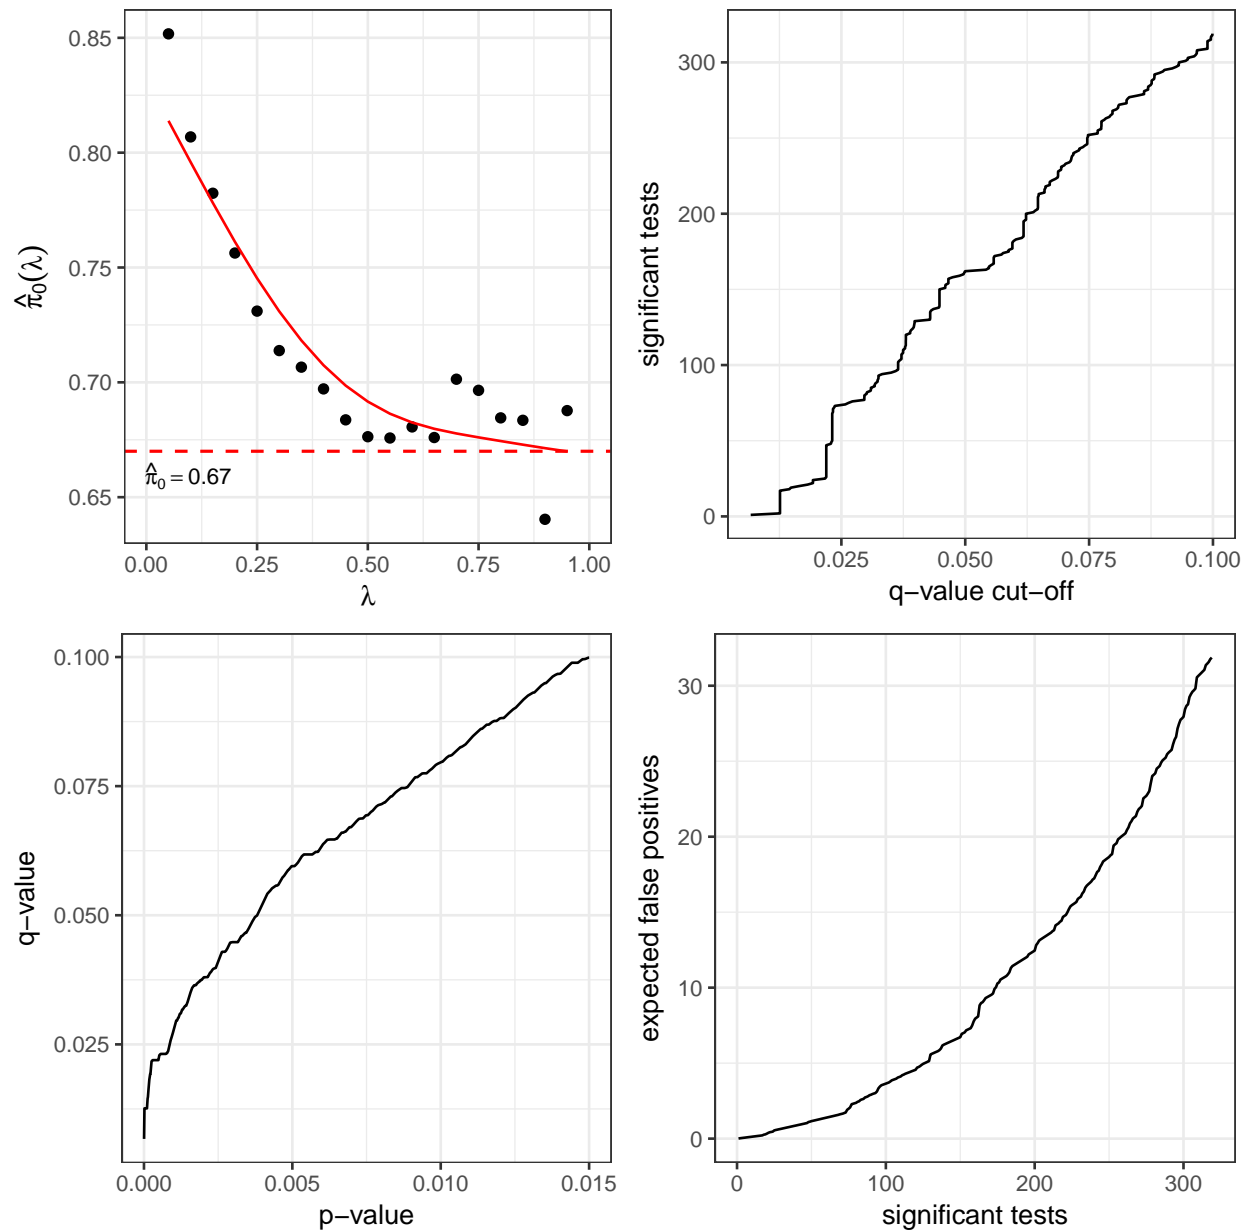 0.85
0.80
0.75
0.70
0.65
π̂₀(λ)
π̂₀ = 0.67
0.00 0.25 0.50 0.75 1.00
λ
300
200
100
0
significant tests
0.025 0.050 0.075 0.100
q−value cut−off
0.100
0.075
0.050
0.025
q−value
0.000 0.005 0.010 0.015
p−value
30
20
10
0
expected false positives
0 100 200 300
significant tests